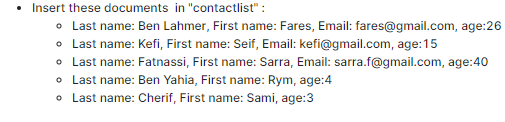 Insert these documents in "contactlist" :
Last name: Ben Lahmer, First name: Fares, Email: fares@gmail.com, age:26
Last name: Kefi, First name: Seif, Email: kefi@gmail.com, age:15
Last name: Fatnassi, First name: Sarra, Email: sarra.f@gmail.com, age:40
Last name: Ben Yahia, First name: Rym, age:4
Last name: Cherif, First name: Sami, age:3